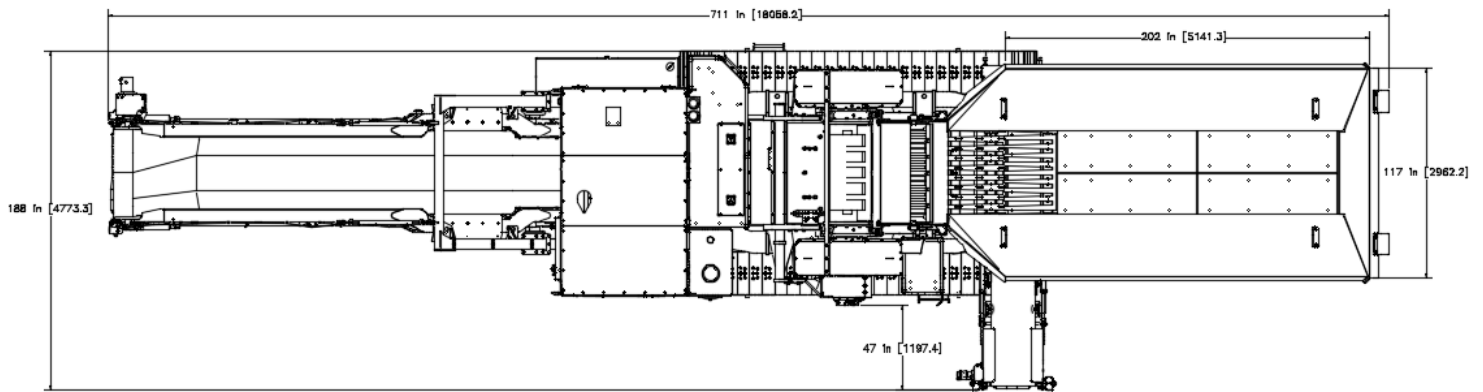 711 in [18058.2]
202 in [5141.3]
117 in [2962.2]
188 in [4773.3]
47 in [1197.4]